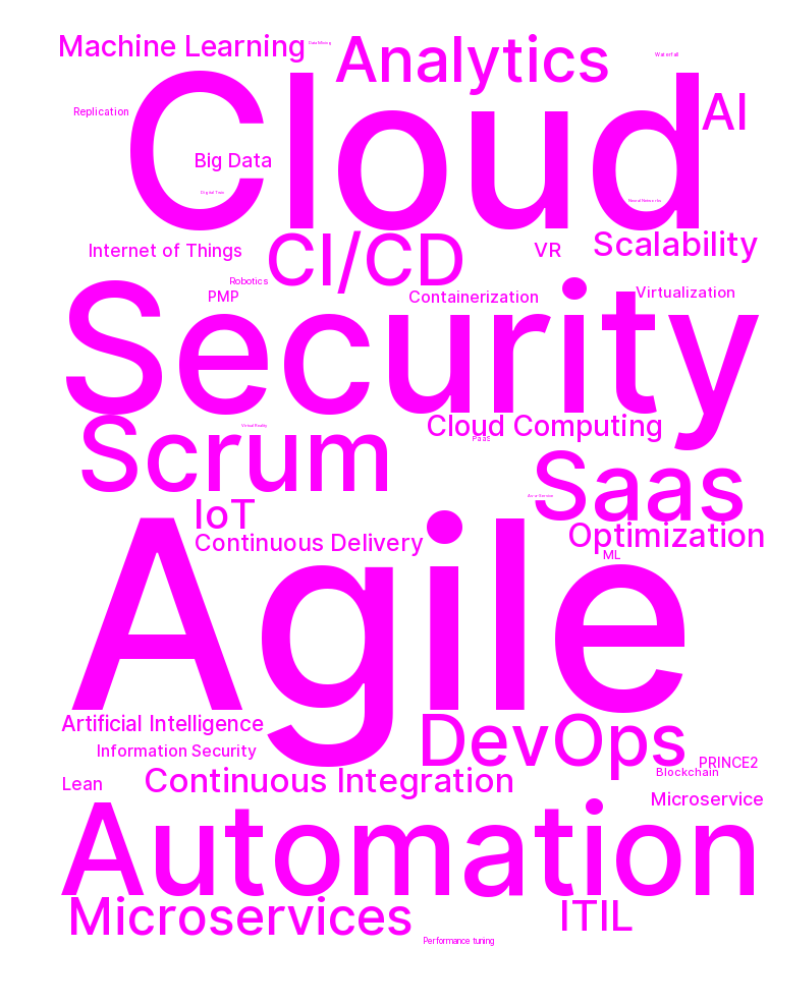 Machine Learning
Data Mining
Analytics
Waterfall
Cloud
AI
Replication
Big Data
Digital Twin
Neural Networks
Internet of Things
CI/CD
VR
Scalability
Robotics
PMP
Containerization
Virtualization
Security
Scrum
Virtual Reality
Cloud Computing
PaaS
Saas
IoT
Optimization
Continuous Delivery
ML
Agile
Artificial Intelligence
DevOps
Information Security
PRINCE2
Blockchain
Lean
Continuous Integration
Microservice
Automation
Microservices
ITIL
Performance tuning